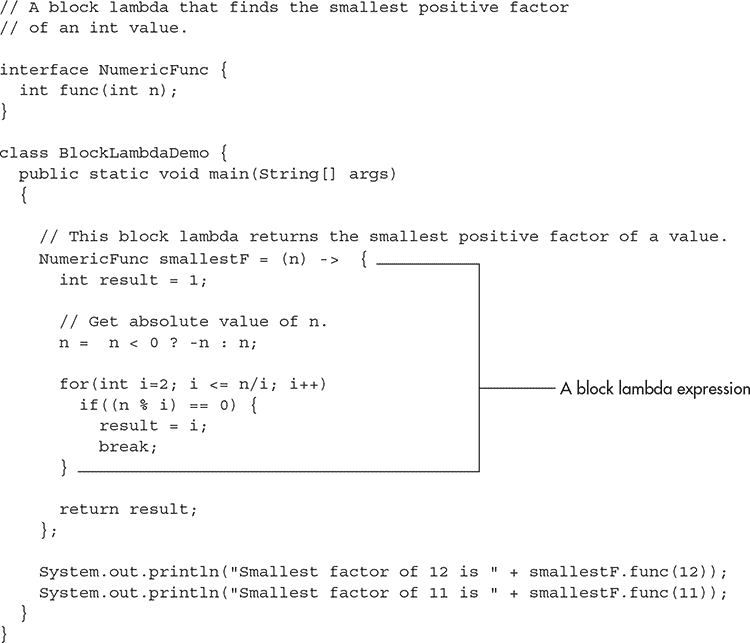 // A block lambda that finds the smallest positive factor
// of an int value.
interface NumericFunc {
  int func(int n);
}
class BlockLambdaDemo {
  public static void main(String[] args)
  {
    // This block lambda returns the smallest positive factor of a value.
    NumericFunc smallestF = (n) ->  {
      int result = 1;
      // Get absolute value of n.
      n =  n < 0 ? -n : n;
      for(int i=2; i <= n/i; i++)
        if((n % i) == 0) {
          result = i;
          break;
      }
      return result;
    };
    System.out.println("Smallest factor of 12 is " + smallestF.func(12));
    System.out.println("Smallest factor of 11 is " + smallestF.func(11));
  }
}
A block lambda expression